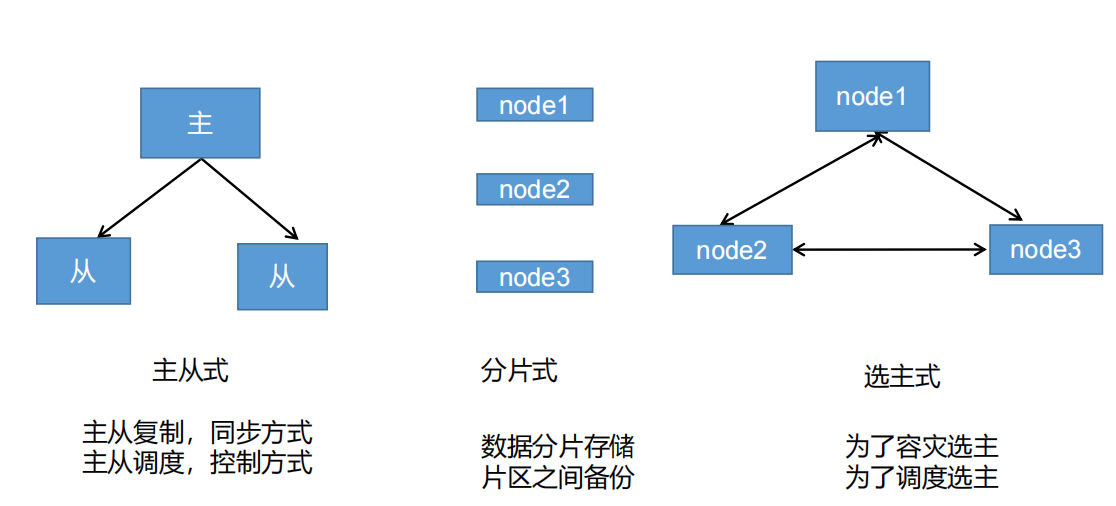 主
从
从
主从式
主从复制，同步方式
主从调度，控制方式
node1
node2
node3
分片式
数据分片存储
片区之间备份
node1
node2
node3
选主式
为了容灾选主
为了调度选主